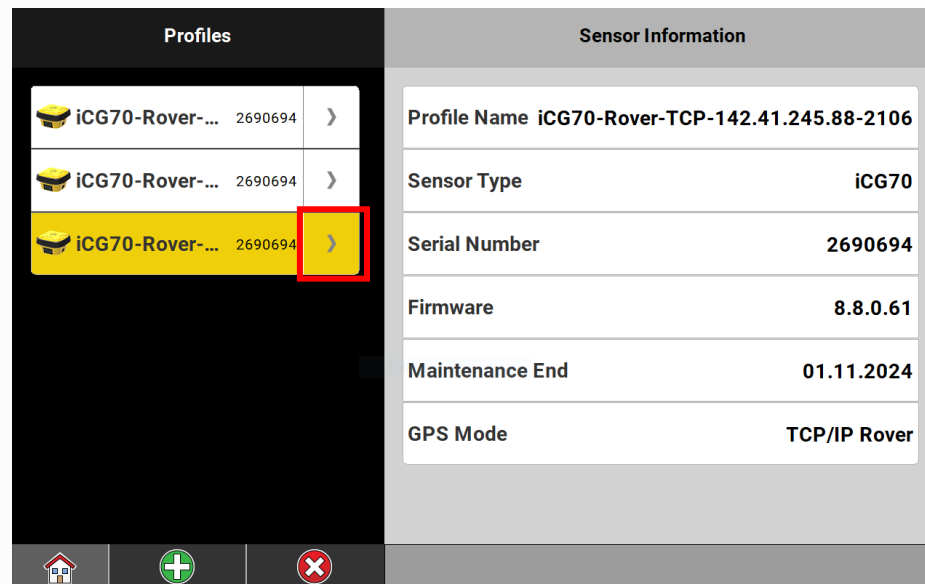 Profiles
Sensor Information
iCG70-Rover-... 2690694
iCG70-Rover-... 2690694
iCG70-Rover-... 2690694
Profile Name iCG70-Rover-TCP-142.41.245.88-2106
Sensor Type iCG70
Serial Number 2690694
Firmware 8.8.0.61
Maintenance End 01.11.2024
GPS Mode TCP/IP Rover